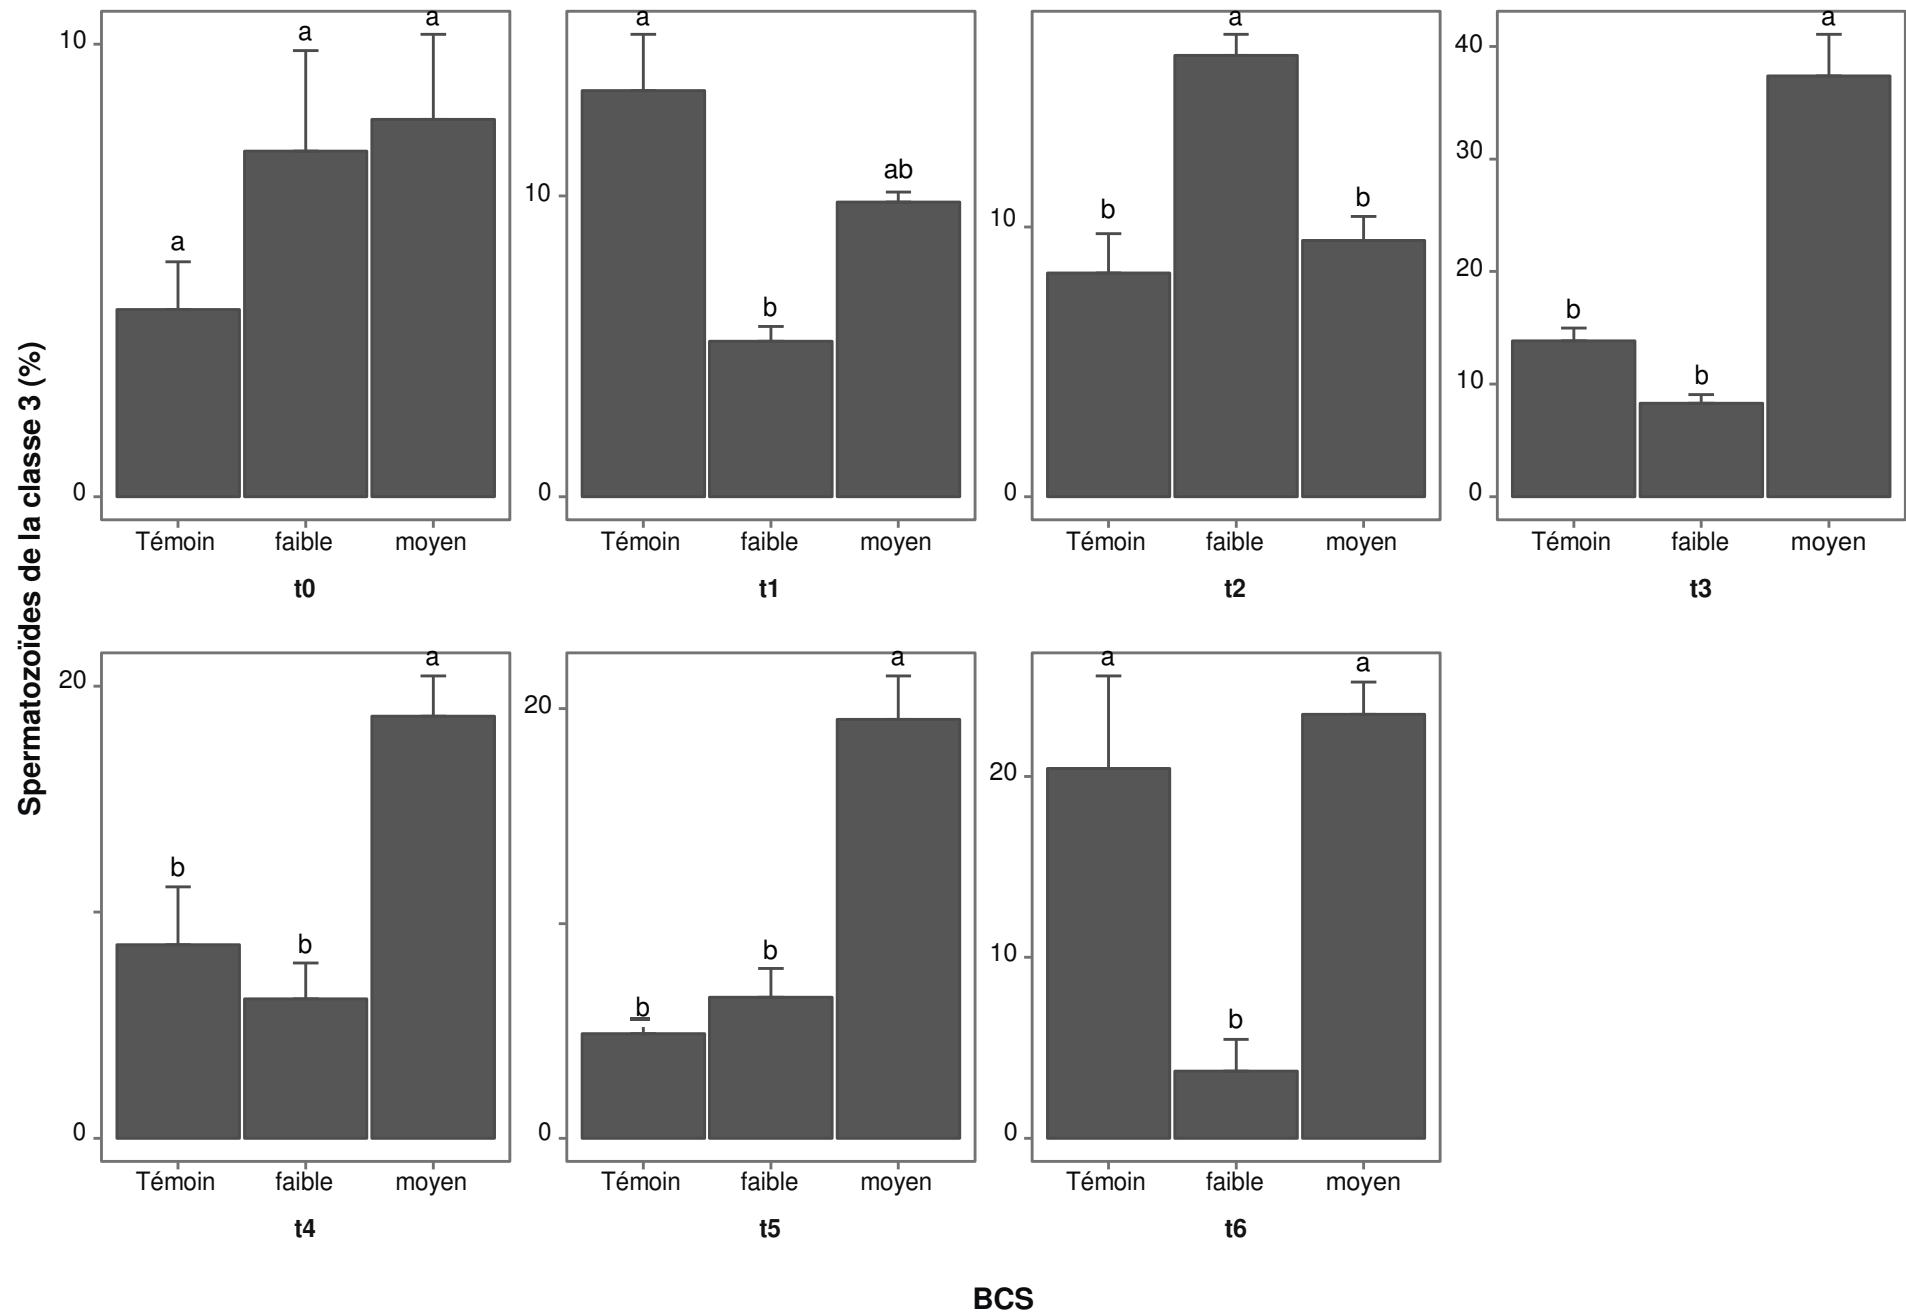 Spermatozoïdes de la classe 3 (%)
10
0
a
a
a
Témoin faible moyen
t0
10
0
a
b
ab
Témoin faible moyen
t1
10
0
b
a
b
Témoin faible moyen
t2
40
30
20
10
0
b
b
a
Témoin faible moyen
t3
20
0
b
b
a
Témoin faible moyen
t4
20
0
b
b
a
Témoin faible moyen
t5
20
10
0
a
b
a
Témoin faible moyen
t6
BCS